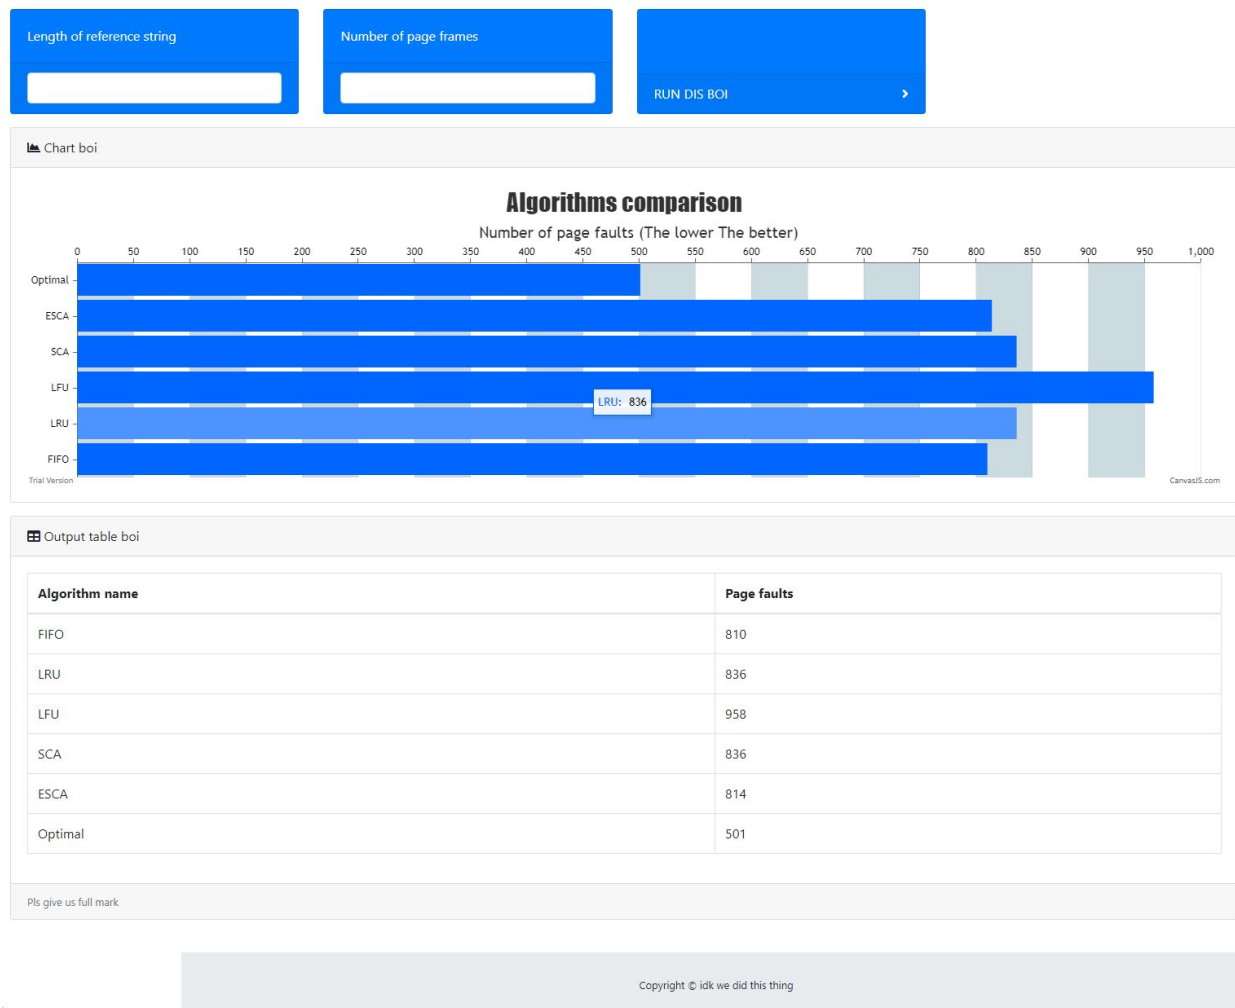 Length of reference string
Number of page frames
RUN DIS BOI
Chart boi
Algorithms comparison
Number of page faults (The lower The better)
0 50 100 150 200 250 300 350 400 450 500 550 600 650 700 750 800 850 900 950 1,000
Optimal
ESCA
SCA
LFU
LRU: 836
LRU
FIFO
Trial Version CanvasJS.com
Output table boi
Algorithm name Page faults
FIFO 810
LRU 836
LFU 958
SCA 836
ESCA 814
Optimal 501
Pls give us full mark
Copyright © idk we did this thing